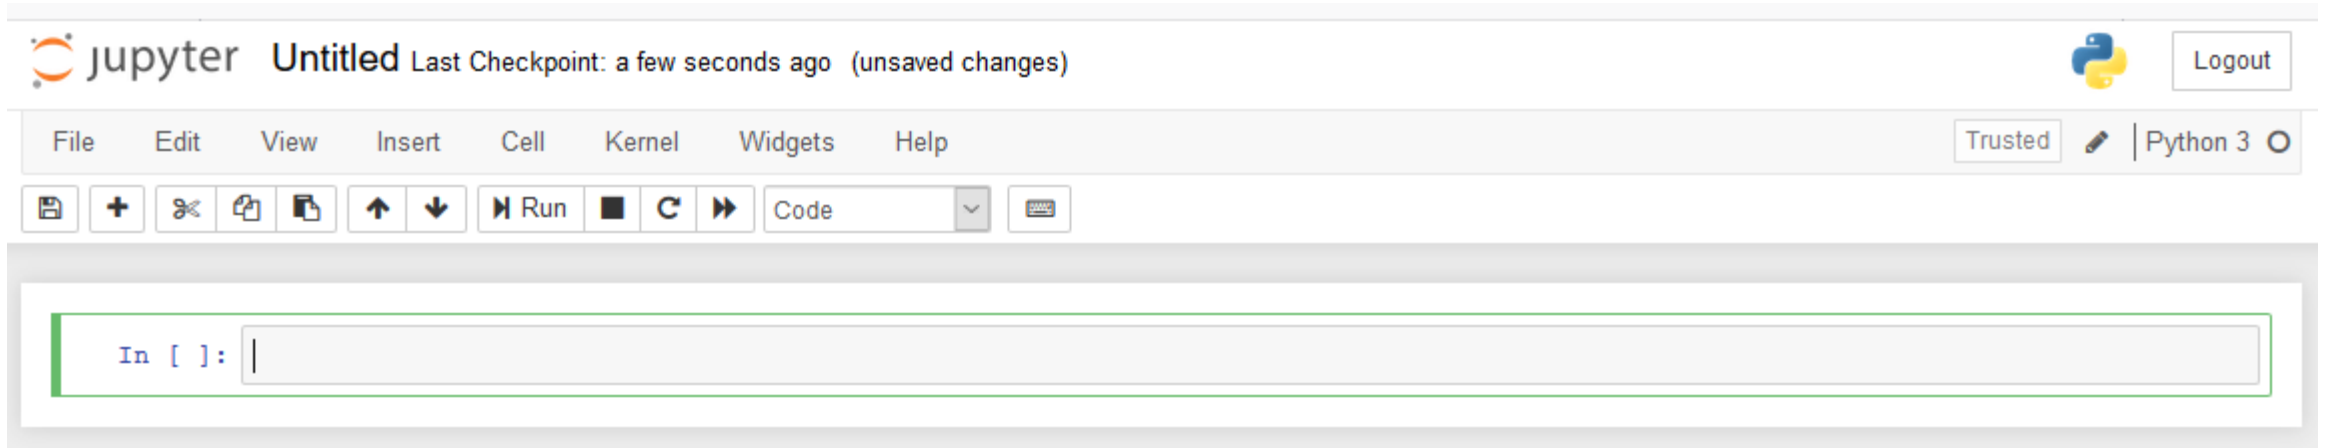 jupyter Untitled Last Checkpoint: a few seconds ago (unsaved changes) Logout
File Edit View Insert Cell Kernel Widgets Help Trusted Python 3
Run Code
In [ ]: